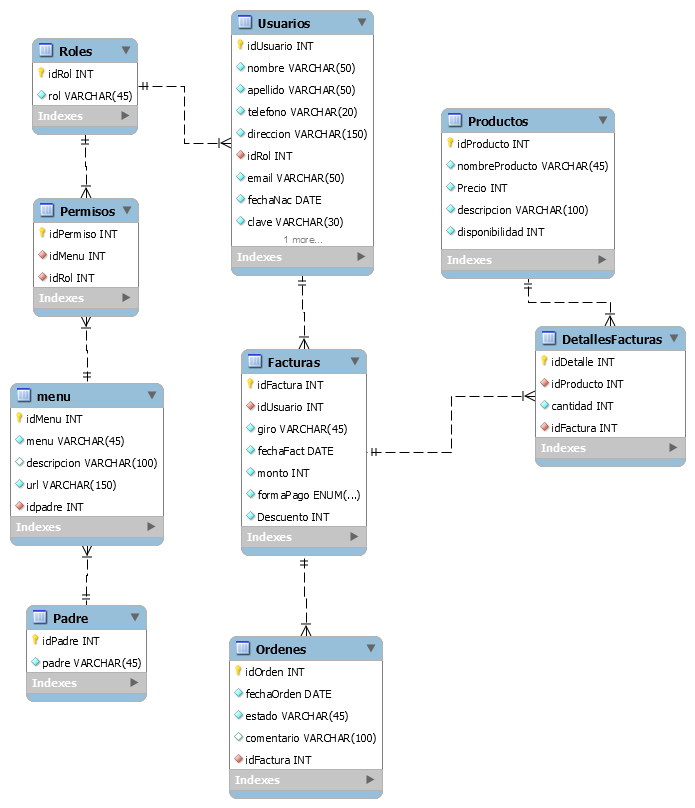 Roles
idRol INT
rol VARCHAR(45)
Indexes
Permisos
idPermiso INT
idMenu INT
idRol INT
Indexes
menu
idMenu INT
menu VARCHAR(45)
descripcion VARCHAR(100)
url VARCHAR(150)
idpadre INT
Indexes
Padre
idPadre INT
padre VARCHAR(45)
Indexes
Usuarios
idUsuario INT
nombre VARCHAR(50)
apellido VARCHAR(50)
telefono VARCHAR(20)
direccion VARCHAR(150)
idRol INT
email VARCHAR(50)
fechaNac DATE
clave VARCHAR(30)
1 more...
Indexes
Facturas
idFactura INT
idUsuario INT
giro VARCHAR(45)
fechaFact DATE
monto INT
formaPago ENUM(...)
Descuento INT
Indexes
Ordenes
idOrden INT
fechaOrden DATE
estado VARCHAR(45)
comentario VARCHAR(100)
idFactura INT
Indexes
Productos
idProducto INT
nombreProducto VARCHAR(45)
Precio INT
descripcion VARCHAR(100)
disponibilidad INT
Indexes
DetallesFacturas
idDetalle INT
idProducto INT
cantidad INT
idFactura INT
Indexes